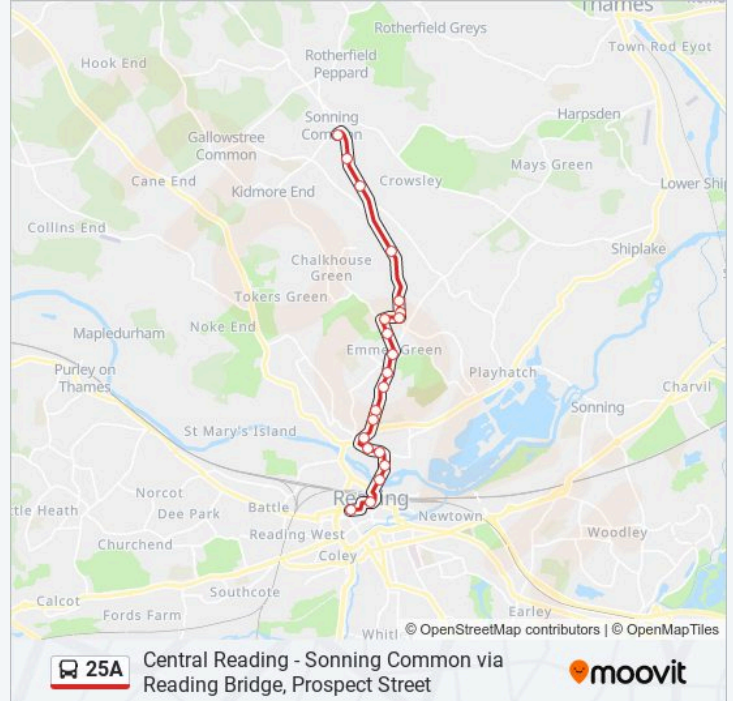 Thames
Rotherfield Greys
Town Rod Eyot
Rotherfield
Peppard
Hook End
Harpsden
Sonning
Common
Gallowstree
Common
Mays Green
Cane End
Crowsley
Kidmore End
Lower Ship
Collins End
Shiplake
Chalkhouse
Green
Tokers Green
Noke End
Mapledurham
Emmer Green
Purley on
Thames
Playhatch
Charvil
Sonning
St Mary's Island
Norcot
Reading
tle Heath
Dee Park
Battle
Newtown
Reading West
Woodley
Churchend
Coley
Southcote
Calcot
Fords Farm
Earley
Whitl
© OpenStreetMap contributors | © OpenMapTiles
25A
Central Reading - Sonning Common via
Reading Bridge, Prospect Street
moovit